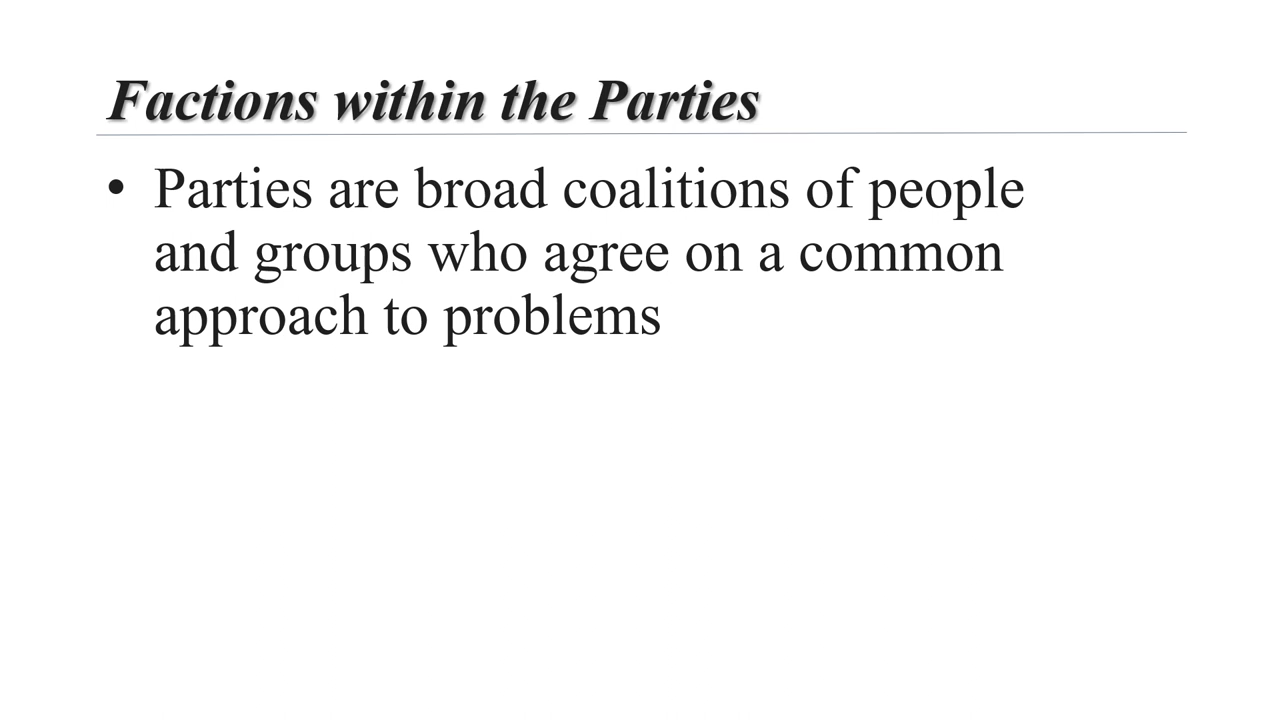 Factions within the Parties
• Parties are broad coalitions of people
and groups who agree on a common
approach to problems